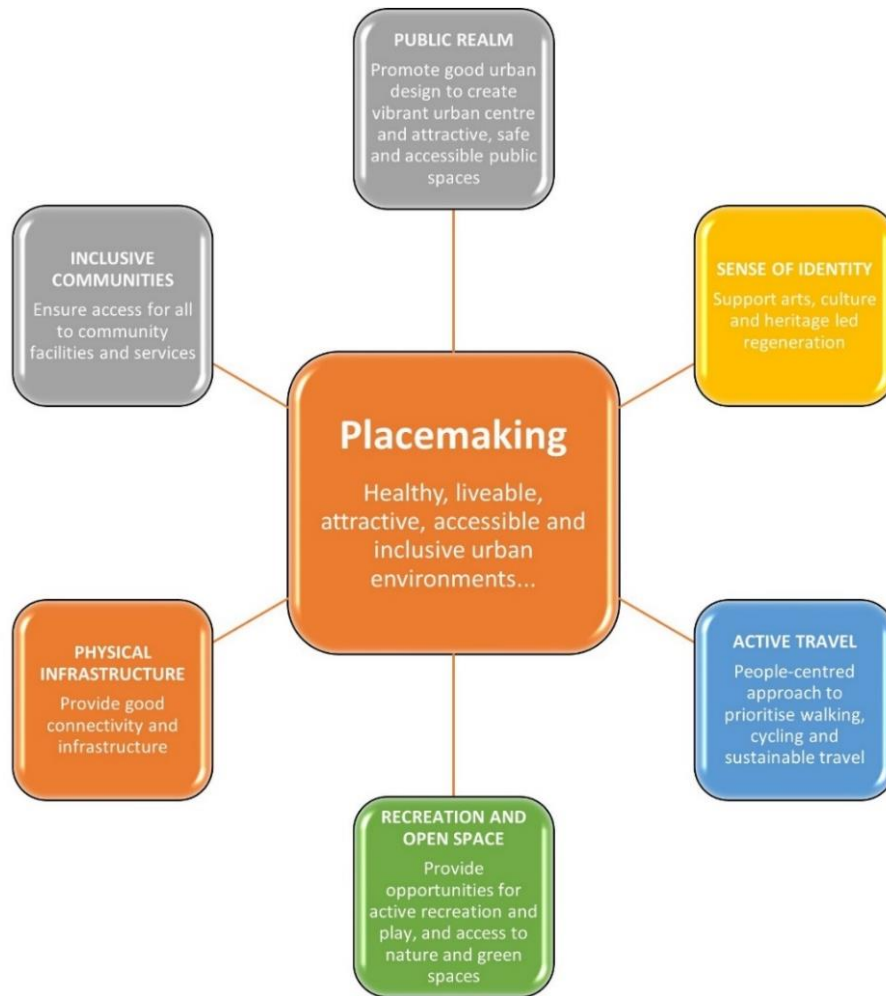 PUBLIC REALM
Promote good urban
design to create
vibrant urban centre
and attractive, safe
and accessible public
spaces
INCLUSIVE
COMMUNITIES
Ensure access for all
to community
facilities and services
SENSE OF IDENTITY
Support arts, culture
and heritage led
regeneration
Placemaking
Healthy, liveable,
attractive, accessible and
inclusive urban
environments...
PHYSICAL
INFRASTRUCTURE
Provide good
connectivity and
infrastructure
ACTIVE TRAVEL
People-centred
approach to
prioritise walking,
cycling and
sustainable travel
RECREATION AND
OPEN SPACE
Provide
opportunities for
active recreation and
play, and access to
nature and green
spaces